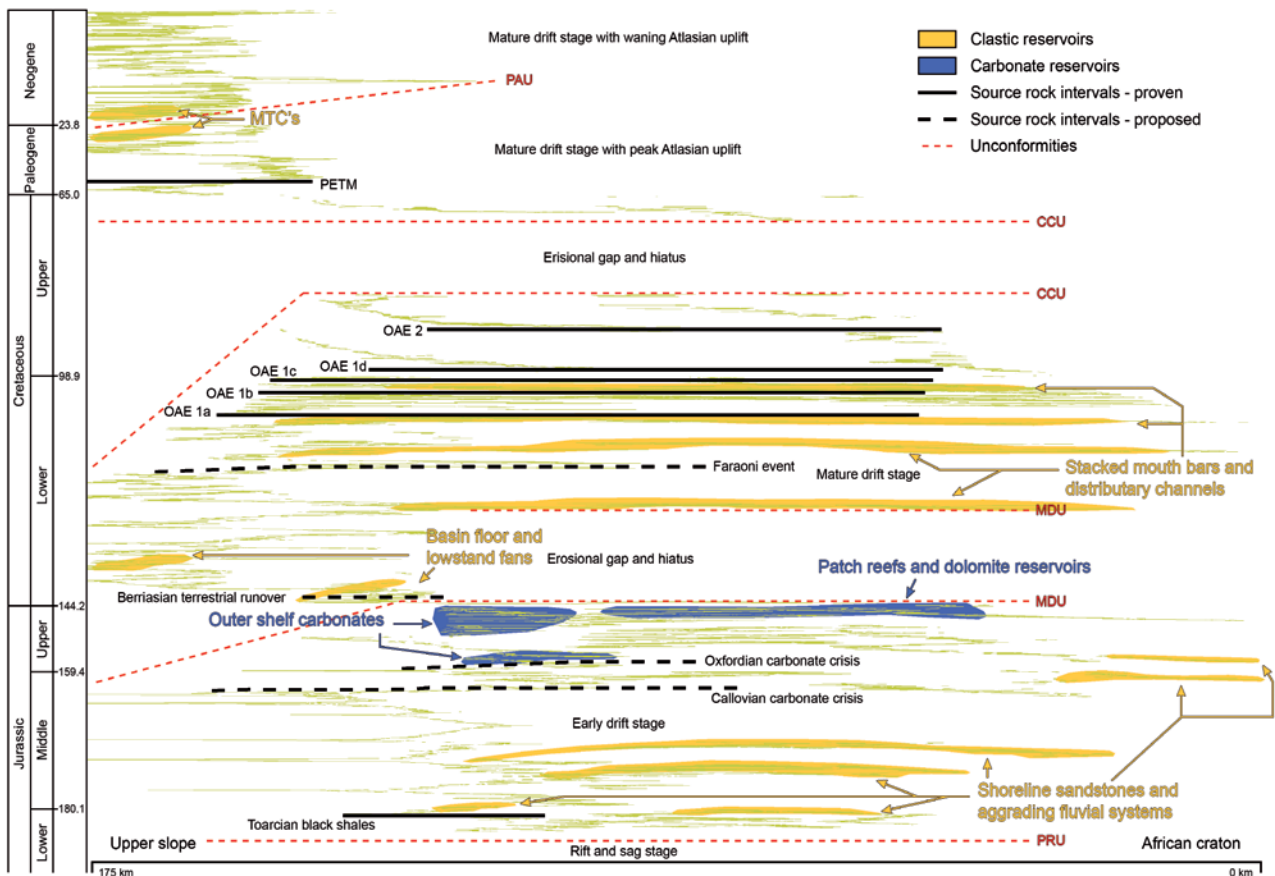 Neogene
Paleogene
Cretaceous
Upper
Lower
Jurassic
Upper
Middle
Lower
23.8
65.0
98.9
144.2
159.4
180.1
Mature drift stage with waning Atlasian uplift
PAU
MTC's
Mature drift stage with peak Atlasian uplift
PETM
Clastic reservoirs
Carbonate reservoirs
Source rock intervals - proven
Source rock intervals - proposed
Unconformities
CCU
Erisional gap and hiatus
CCU
OAE 2
OAE 1d
OAE 1c
OAE 1b
OAE 1a
Faraoni event
Mature drift stage
Stacked mouth bars and
distributary channels
MDU
Basin floor and
lowstand fans
Erosional gap and hiatus
Patch reefs and dolomite reservoirs
Berriasian terrestrial runover
MDU
Outer shelf carbonates
Oxfordian carbonate crisis
Callovian carbonate crisis
Early drift stage
Shoreline sandstones and
aggrading fluvial systems
Toarcian black shales
Upper slope
PRU
African craton
Rift and sag stage
175 km
0 km